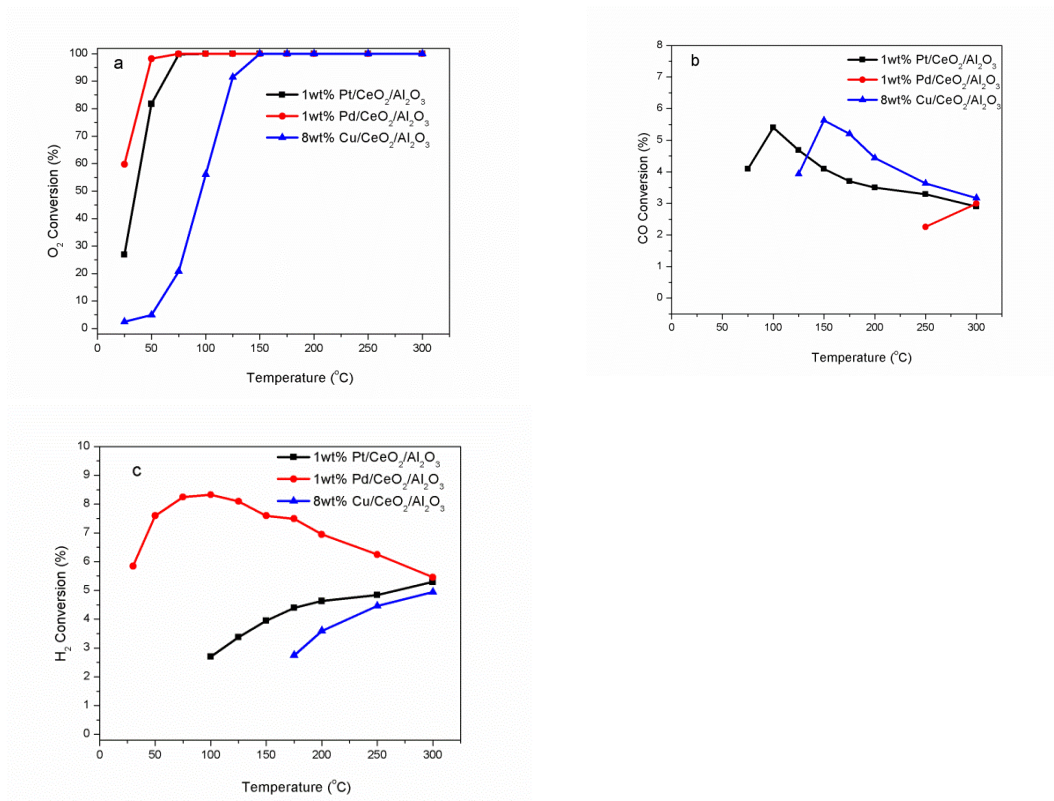 a
1wt% Pt/CeO₂/Al₂O₃
1wt% Pd/CeO₂/Al₂O₃
8wt% Cu/CeO₂/Al₂O₃
100
90
80
70
60
50
40
30
20
10
0
O₂ Conversion (%)
0 50 100 150 200 250 300
Temperature (°C)
b
1wt% Pt/CeO₂/Al₂O₃
1wt% Pd/CeO₂/Al₂O₃
8wt% Cu/CeO₂/Al₂O₃
8
7
6
5
4
3
2
1
0
CO Conversion (%)
0 50 100 150 200 250 300
Temperature (°C)
c
1wt% Pt/CeO₂/Al₂O₃
1wt% Pd/CeO₂/Al₂O₃
8wt% Cu/CeO₂/Al₂O₃
10
9
8
7
6
5
4
3
2
1
0
H₂ Conversion (%)
0 50 100 150 200 250 300
Temperature (°C)